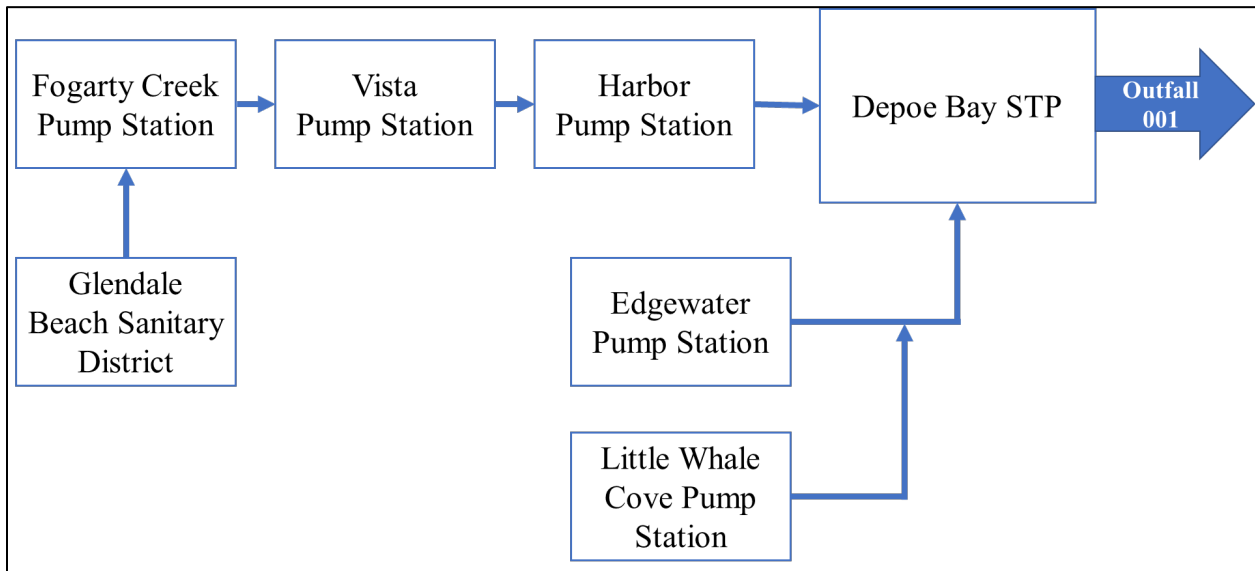 Fogarty Creek
Pump Station
Vista
Pump Station
Harbor
Pump Station
Depoe Bay STP
Outfall
001
Glendale
Beach Sanitary
District
Edgewater
Pump Station
Little Whale
Cove Pump
Station